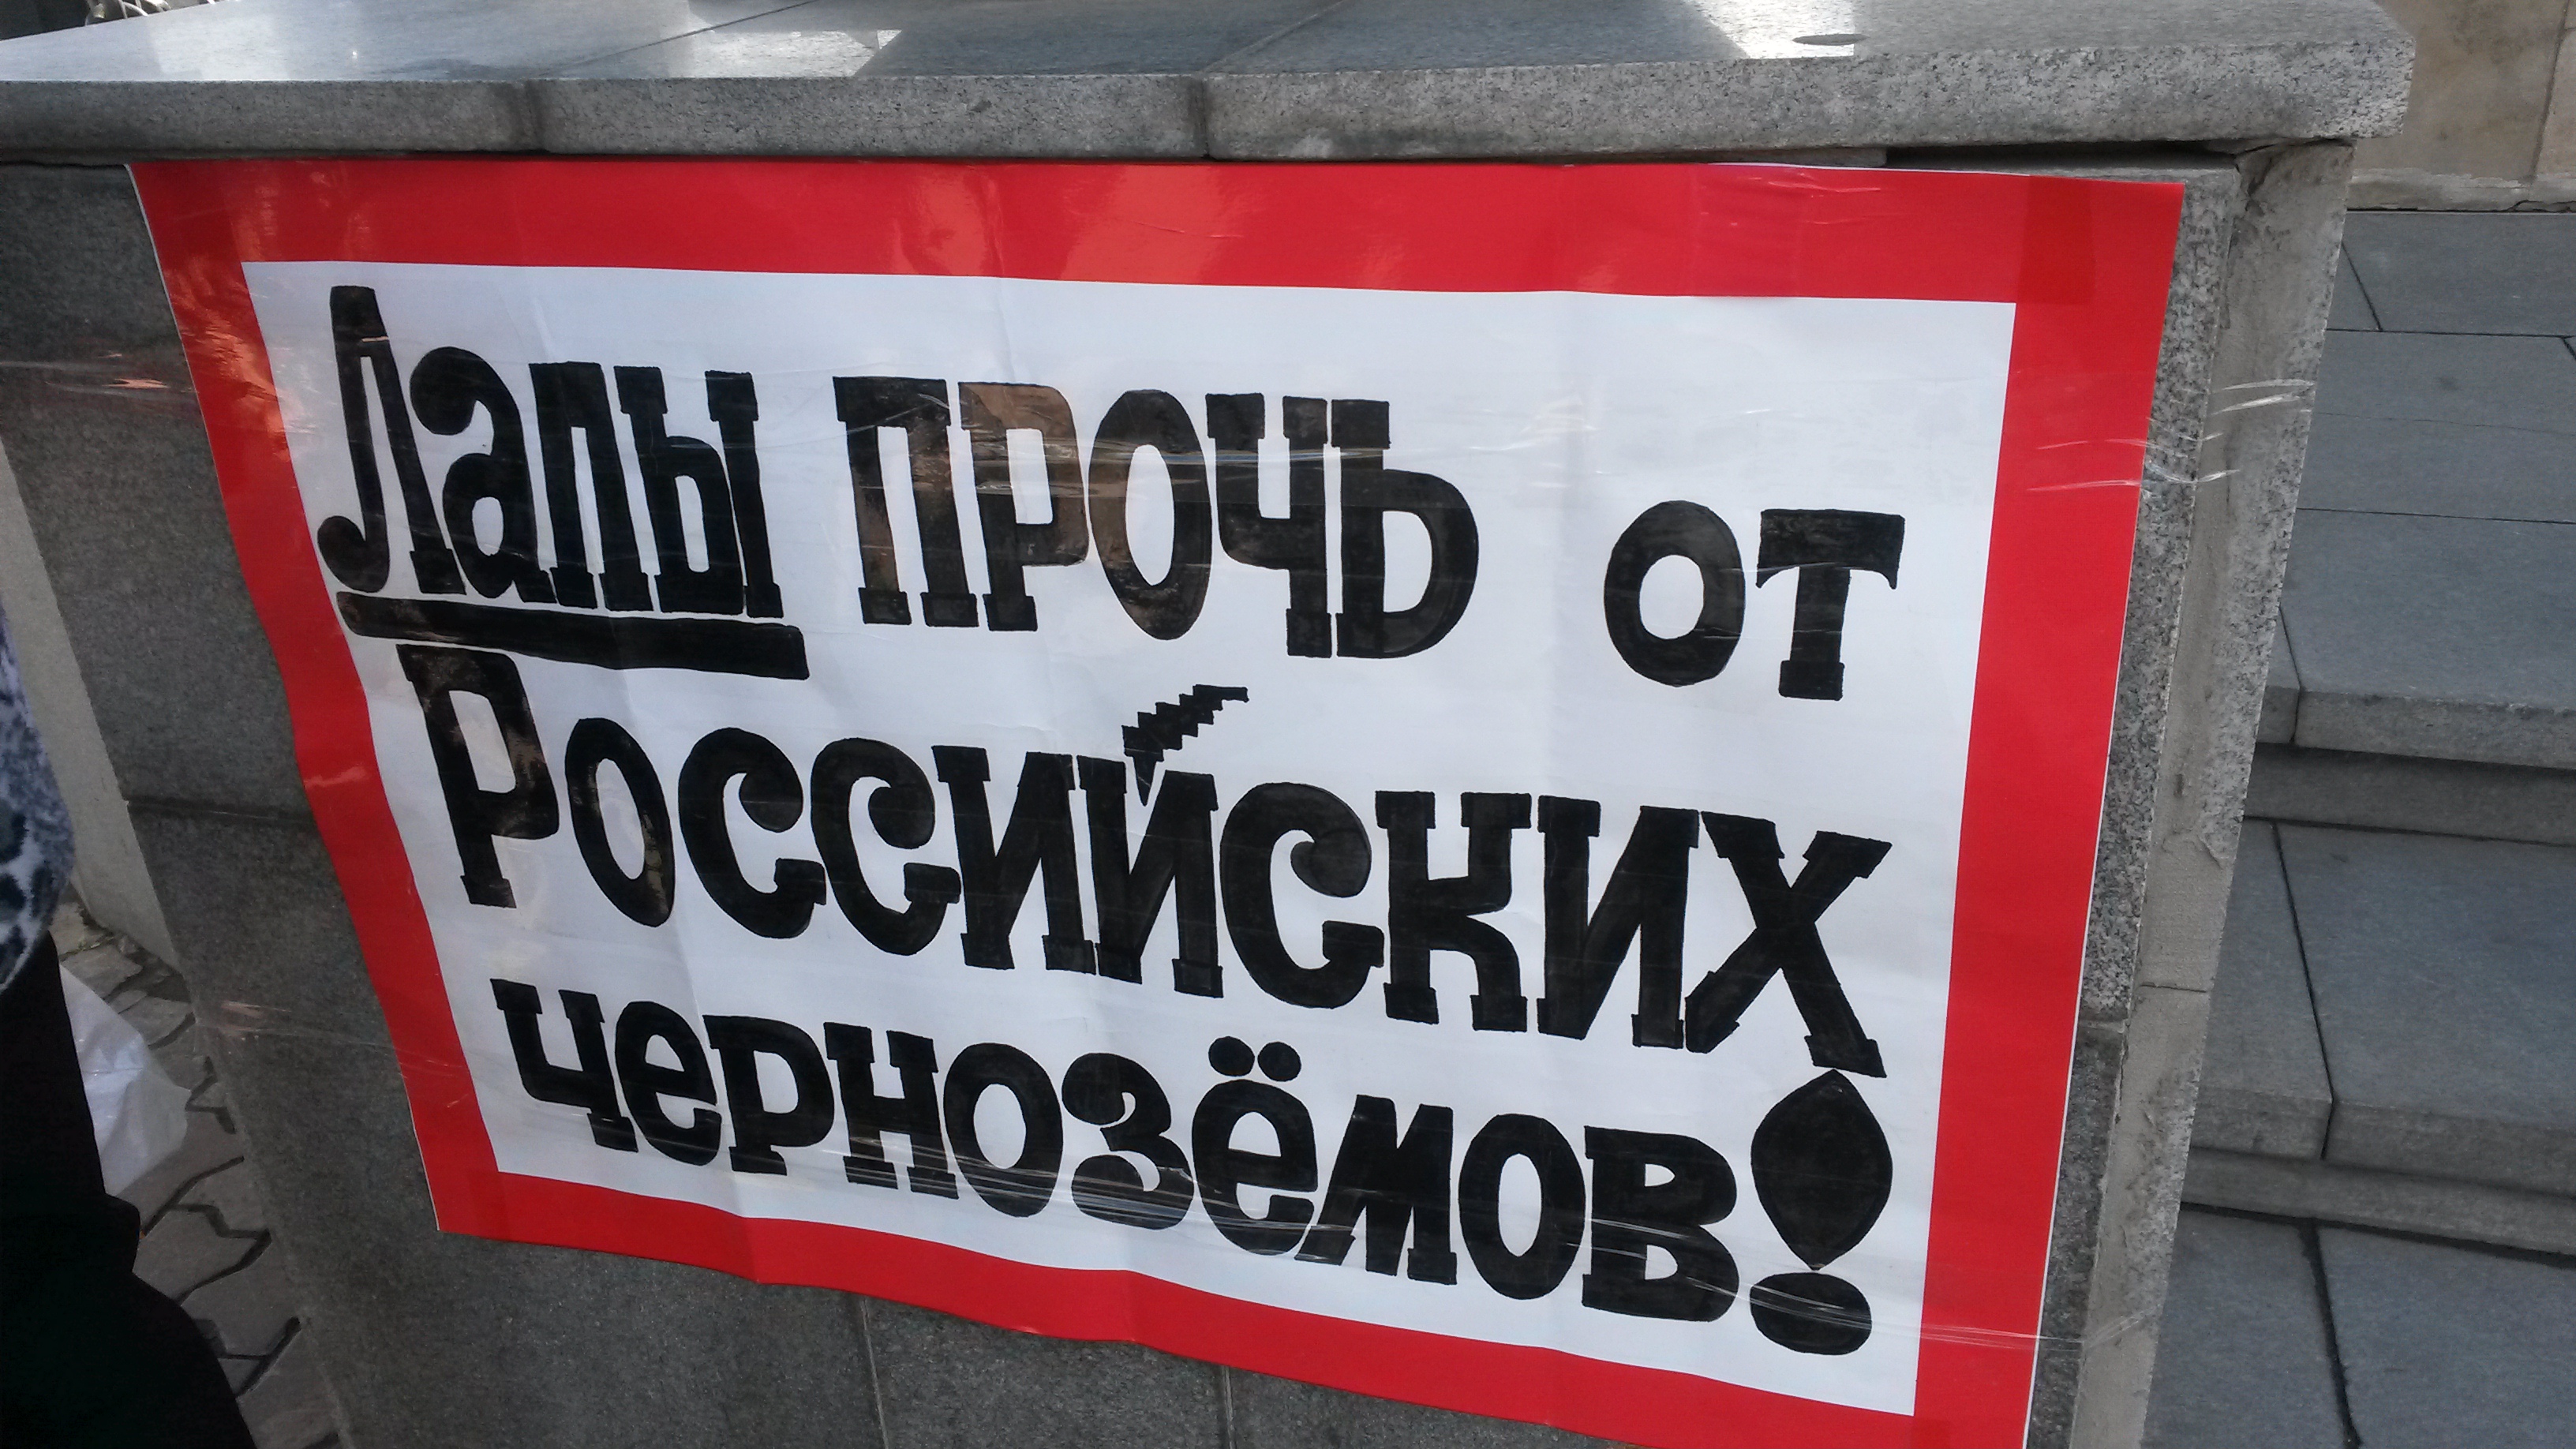 Лапы прочь от
Российских
чернозёмов!